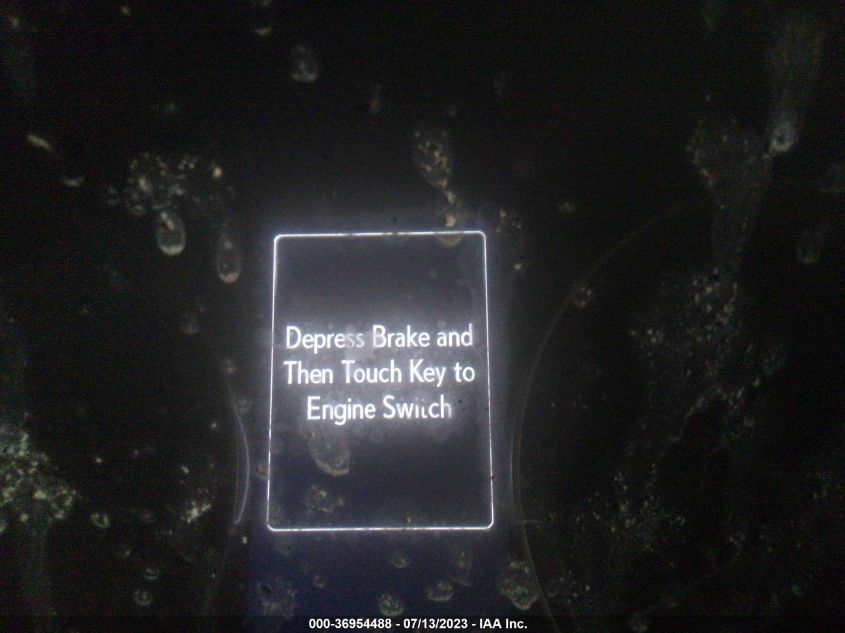 Depress Brake and
Then Touch Key to
Engine Switch
000-36954488 - 07/13/2023 - IAA Inc.